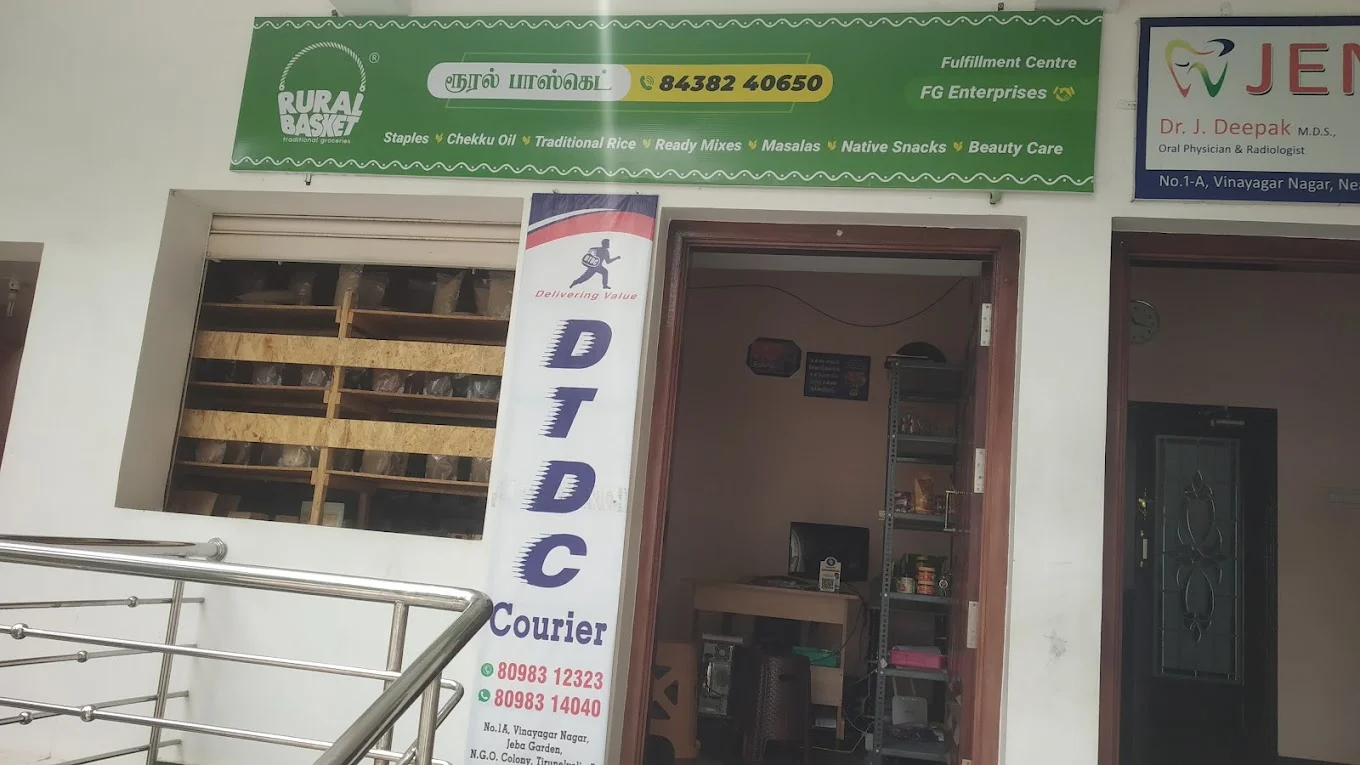 RURAL
BASKET
®
traditional groceries
ரூரல் பாஸ்கெட்
84382 40650
Fulfillment Centre
FG Enterprises
Staples Chekku Oil Traditional Rice Ready Mixes Masalas Native Snacks Beauty Care
JEN
Dr. J. Deepak M.D.S.,
Oral Physician & Radiologist
No.1-A, Vinayagar Nagar,
DTDC
Delivering Value
D
T
D
C
Courier
80983 12323
80983 14040
No.1A, Vinayagar Nagar,
Jeba Garden,
N.G.O. Colony,